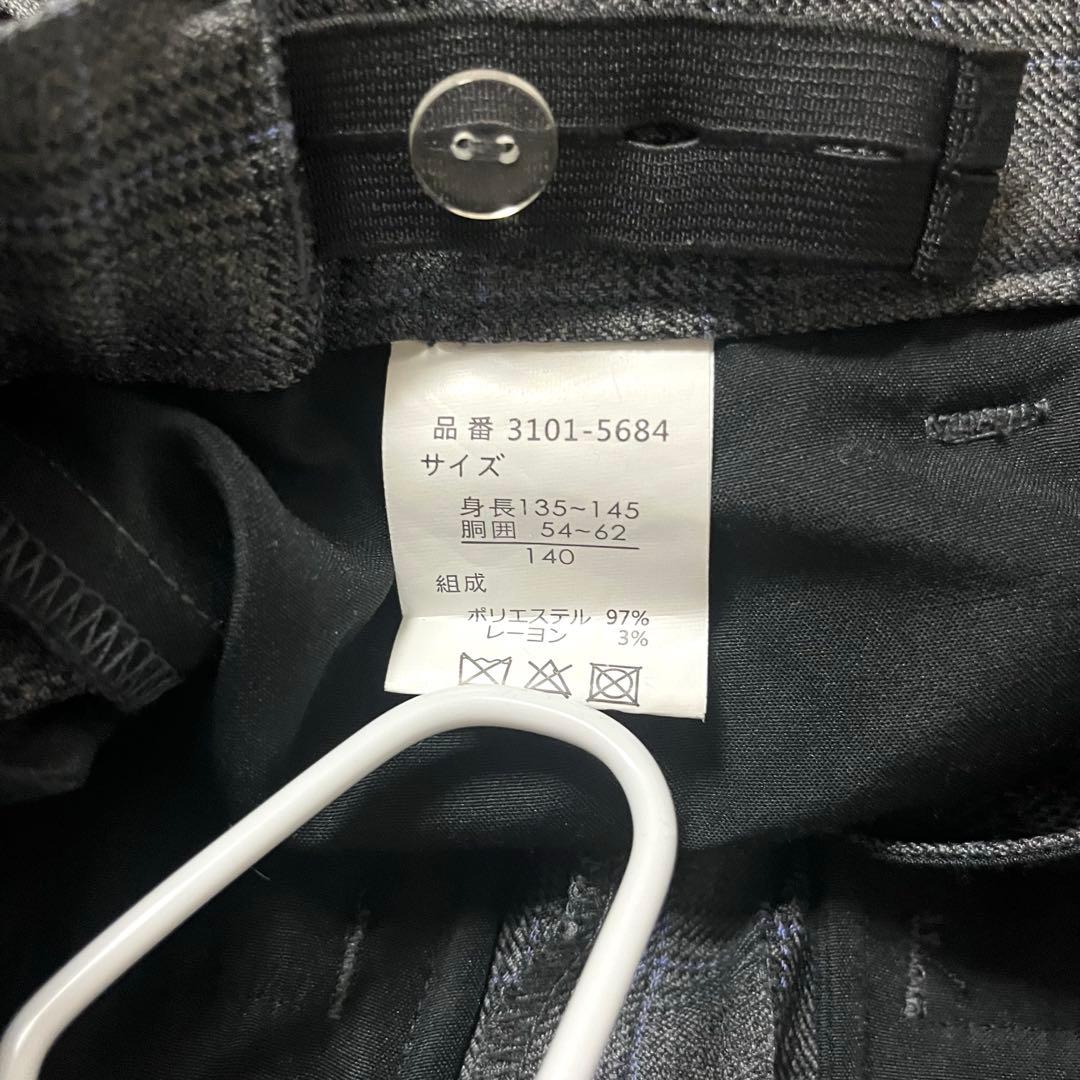 品番 3101-5684
サイズ
身長135~145
胴囲 54~62
140
組成
ポリエステル 97%
レーヨン 3%